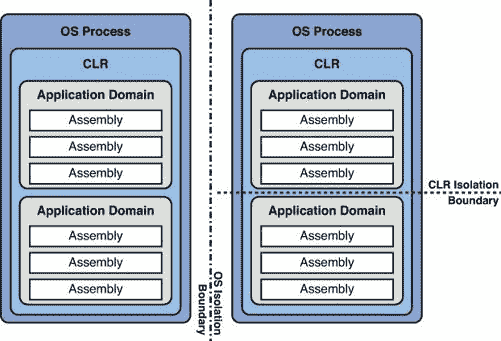 OS Process
CLR
Application Domain
Assembly
Assembly
Assembly
Application Domain
Assembly
Assembly
Assembly
OS Isolation
Boundary
OS Process
CLR
Application Domain
Assembly
Assembly
Assembly
CLR Isolation
Boundary
Application Domain
Assembly
Assembly
Assembly